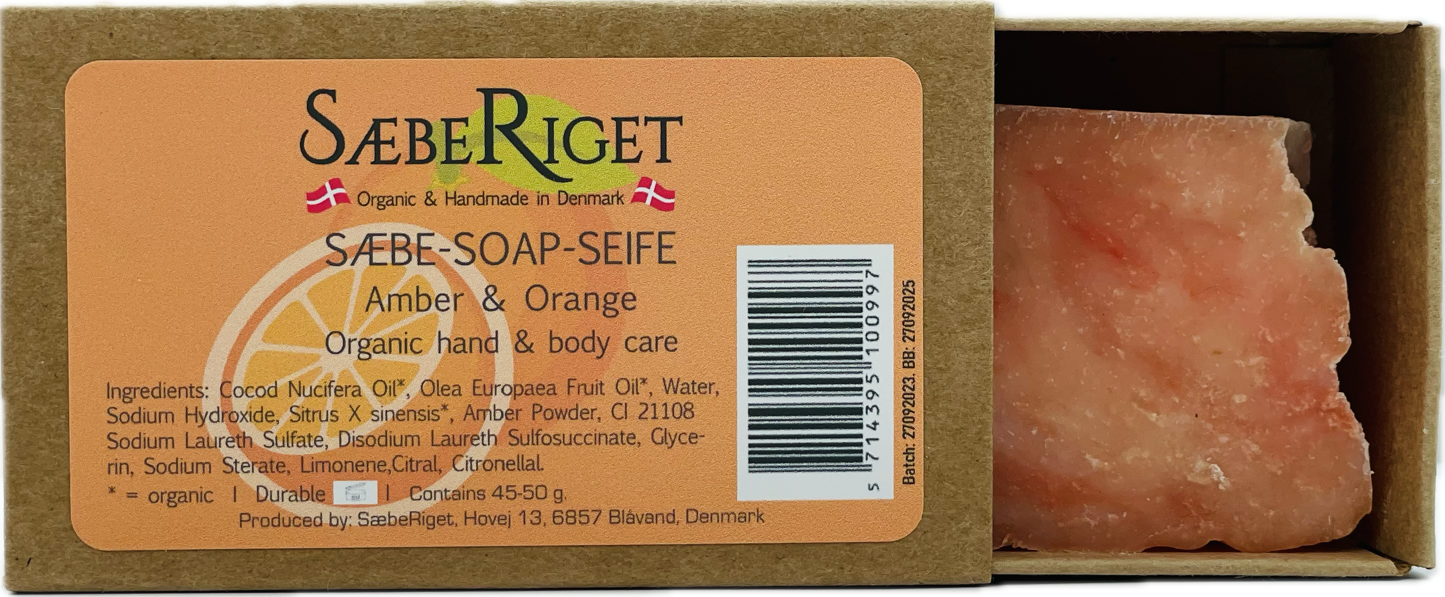 SÆBERIGET
Organic & Handmade in Denmark
SÆBE-SOAP-SEIFE
Amber & Orange
Organic hand & body care
Ingredients: Cocod Nucifera Oil*, Olea Europaea Fruit Oil*, Water,
Sodium Hydroxide, Sitrus X sinensis*, Amber Powder, CI 21108
Sodium Laureth Sulfate, Disodium Laureth Sulfosuccinate, Glyce-
rin, Sodium Sterate, Limonene,Citral, Citronellal.
* = organic | Durable | Contains 45-50 g.
Produced by: SæbeRiget, Hovej 13, 6857 Blåvand, Denmark
5 714395 100997
Batch: 27092023 BB: 27092025